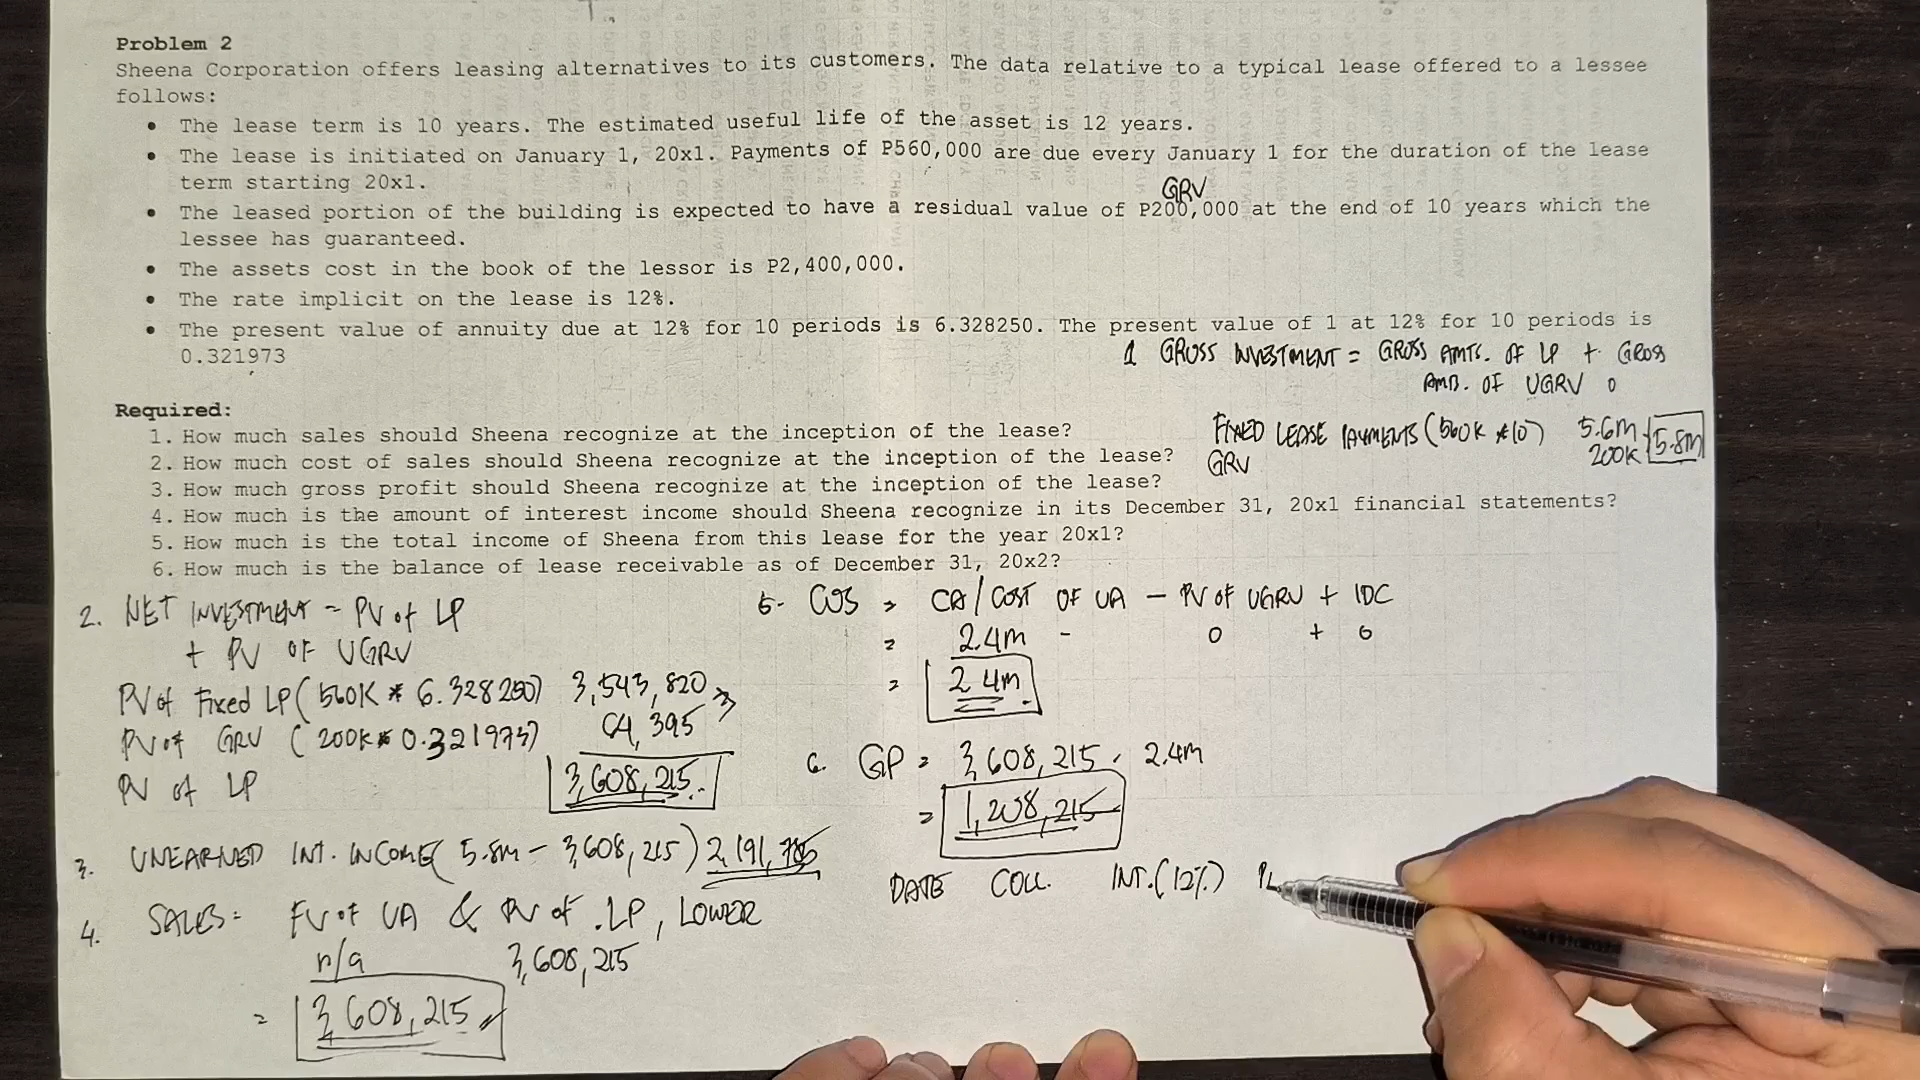 Problem 2
Sheena Corporation offers leasing alternatives to its customers. The data relative to a typical lease offered to a lessee
follows:
• The lease term is 10 years. The estimated useful life of the asset is 12 years.
• The lease is initiated on January 1, 20x1. Payments of P560,000 are due every January 1 for the duration of the lease
term starting 20x1.
GRV
• The leased portion of the building is expected to have a residual value of P200,000 at the end of 10 years which the
lessee has guaranteed.
• The assets cost in the book of the lessor is P2,400,000.
• The rate implicit on the lease is 12%.
• The present value of annuity due at 12% for 10 periods is 6.328250. The present value of 1 at 12% for 10 periods is
0.321973
1 GROSS INVESTMENT = GROSS AMTS. OF LP + GROSS
AMT. OF UGRV 0
FIXED LEASE PAYMENTS (560K * 10) 5.6M
GRV 200K
5.8M
Required:
1. How much sales should Sheena recognize at the inception of the lease?
2. How much cost of sales should Sheena recognize at the inception of the lease?
3. How much gross profit should Sheena recognize at the inception of the lease?
4. How much is the amount of interest income should Sheena recognize in its December 31, 20x1 financial statements?
5. How much is the total income of Sheena from this lease for the year 20x1?
6. How much is the balance of lease receivable as of December 31, 20x2?
2. NET INVESTMENT = PV of LP
+ PV OF UGRV
PV of Fixed LP (560K * 6.328250) 3,543,820
PV of GRV (200K * 0.321973) 64,395
PV of LP 3,608,215
3. UNEARNED INT. INCOME (5.8M - 3,608,215) 2,191,785
4. SALES = FV of UA & PV of LP, LOWER
n/a 3,608,215
= 3,608,215
5. COS = CA/COST OF UA - PV of UGRV + IDC
= 2.4M - 0 + 0
= 2.4M
6. GP = 3,608,215 - 2.4M
= 1,208,215
DATE COLL. INT.(12%)